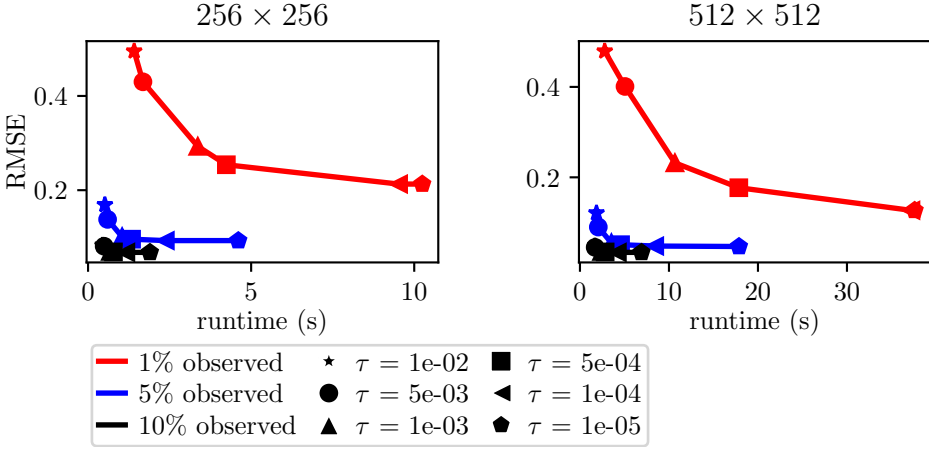 256 × 256
512 × 512
RMSE
0.4
0.2
0 5 10
runtime (s)
0.4
0.2
0 10 20 30
runtime (s)
1% observed
5% observed
10% observed
τ = 1e-02
τ = 5e-03
τ = 1e-03
τ = 5e-04
τ = 1e-04
τ = 1e-05